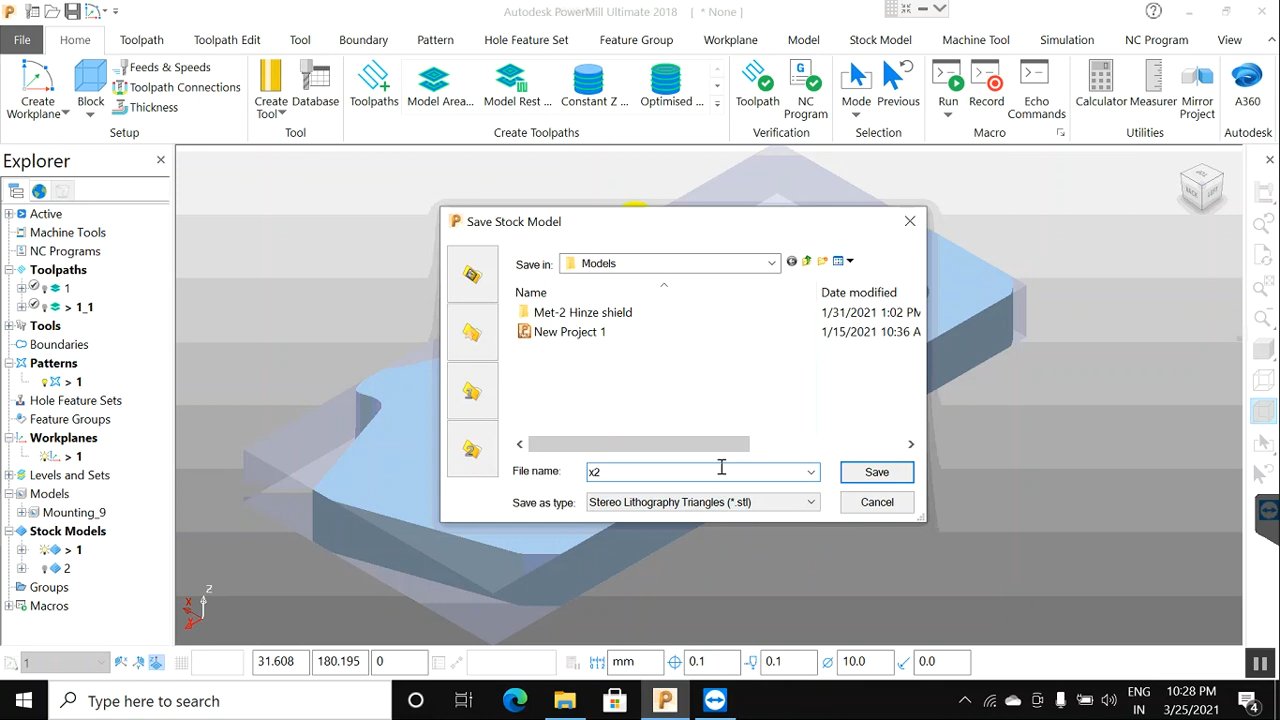 Autodesk PowerMill Ultimate 2018 [ * None ]
File Home Toolpath Toolpath Edit Tool Boundary Pattern Hole Feature Set Feature Group Workplane Model Stock Model Machine Tool Simulation NC Program View
Create Workplane
Block
Feeds & Speeds
Toolpath Connections
Thickness
Setup
Create Tool
Database
Tool
Toolpaths
Model Area...
Model Rest ...
Constant Z ...
Optimised ...
Create Toolpaths
Toolpath
NC Program
Verification
Mode
Previous
Selection
Run
Record
Echo Commands
Macro
Calculator
Measurer
Mirror Project
Utilities
A360
Autodesk
Explorer
Active
Machine Tools
NC Programs
Toolpaths
1
> 1_1
Tools
Boundaries
Patterns
> 1
Hole Feature Sets
Feature Groups
Workplanes
> 1
Levels and Sets
Models
Mounting_9
Stock Models
> 1
2
Groups
Macros
Save Stock Model
Save in: Models
Name Date modified
Met-2 Hinze shield 1/31/2021 1:02 PM
New Project 1 1/15/2021 10:36 A
File name: x2 Save
Save as type: Stereo Lithography Triangles (*.stl) Cancel
BACK LEFT
Z
X
Y
1 31.608 180.195 0 mm 0.1 0.1 10.0 0.0
Type here to search
ENG
IN
10:28 PM
3/25/2021
4